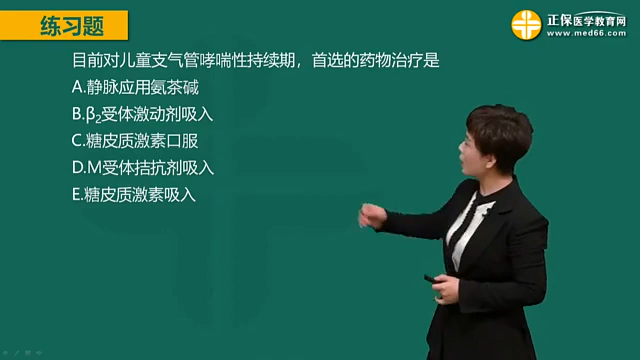 练习题
正保医学教育网
www.med66.com
目前对儿童支气管哮喘性持续期，首选的药物治疗是
A.静脉应用氨茶碱
B.β2受体激动剂吸入
C.糖皮质激素口服
D.M受体拮抗剂吸入
E.糖皮质激素吸入